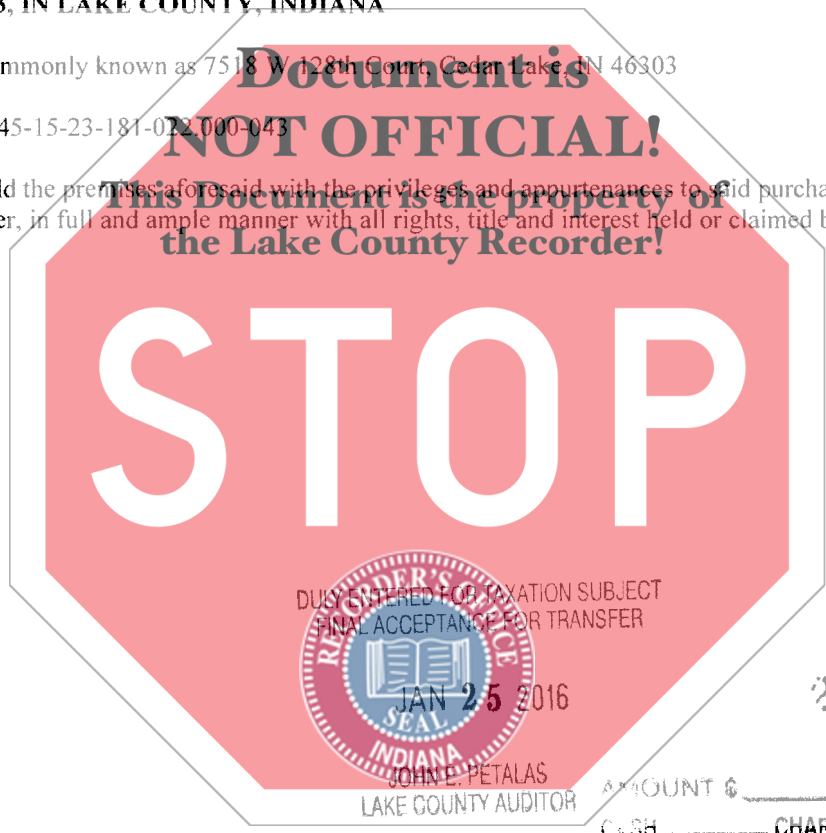 , IN LAKE COUNTY, INDIANA
mmonly known as 7518 W 128th Court, Cedar Lake, IN 46303
Document is
45-15-23-181-022.000-043
NOT OFFICIAL!
d the premises aforesaid with the privileges and appurtenances to said purcha
This Document is the property of
er, in full and ample manner with all rights, title and interest held or claimed b
the Lake County Recorder!
STOP
DULY ENTERED FOR TAXATION SUBJECT
FINAL ACCEPTANCE FOR TRANSFER
RECORDER'S OFFICE
JAN 25 2016
SEAL
INDIANA
JOHN E. PETALAS
LAKE COUNTY AUDITOR
AMOUNT $
CASH CHAR